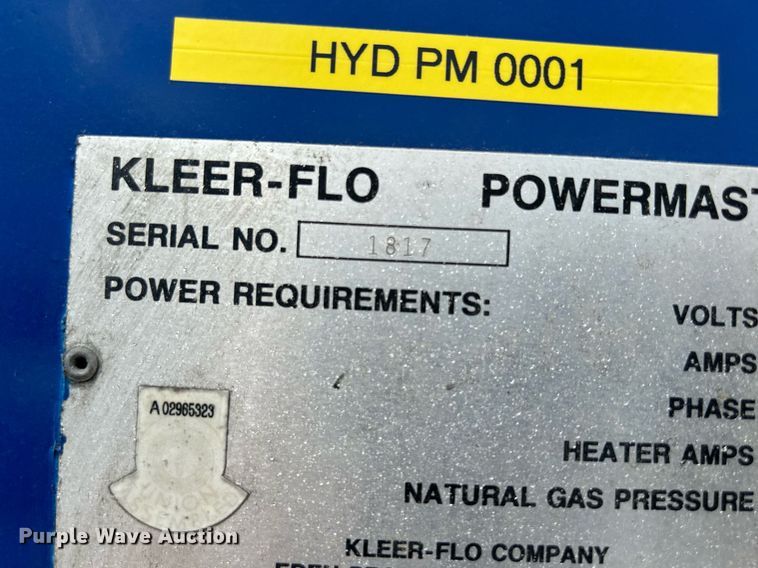 HYD PM 0001
KLEER-FLO POWERMAST
SERIAL NO. 1817
POWER REQUIREMENTS:
VOLTS
AMPS
PHASE
A 02965323
HEATER AMPS
NATURAL GAS PRESSURE
KLEER-FLO COMPANY
Purple Wave Auction